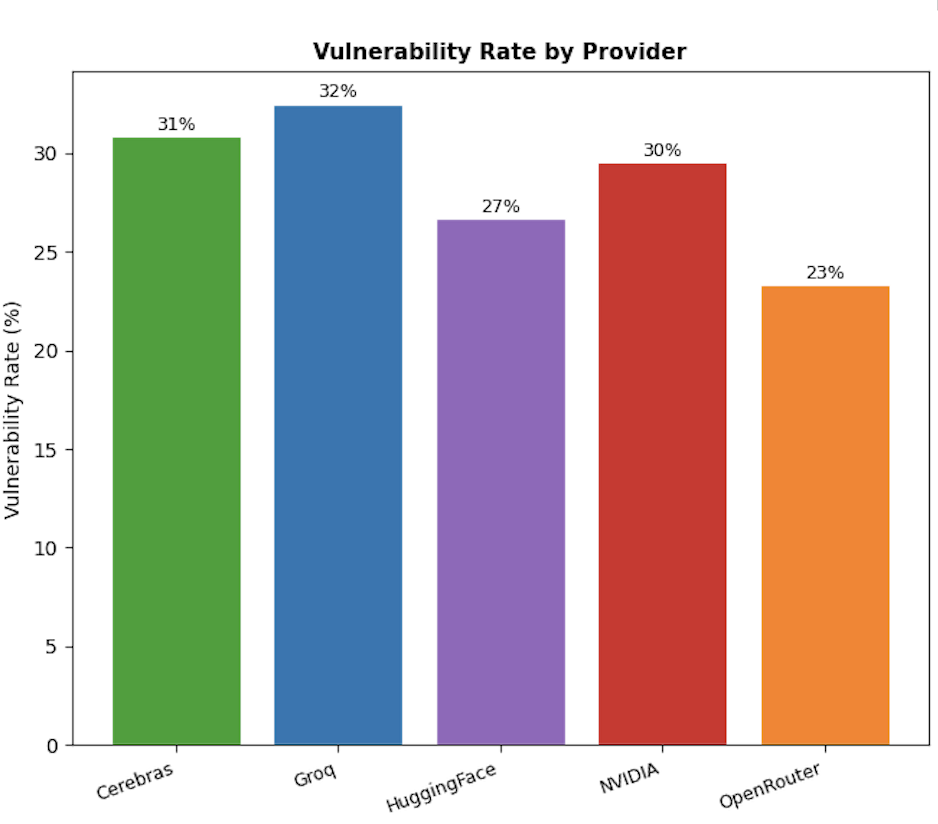 Vulnerability Rate by Provider
Vulnerability Rate (%)
30
25
20
15
10
5
0
31%
32%
27%
30%
23%
Cerebras
Groq
HuggingFace
NVIDIA
OpenRouter